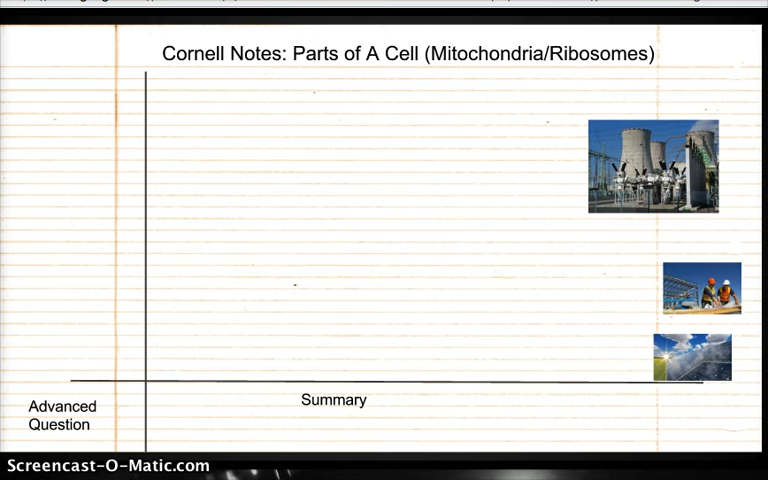 Cornell Notes: Parts of A Cell (Mitochondria/Ribosomes)
Advanced
Question
Summary
Screencast-O-Matic.com